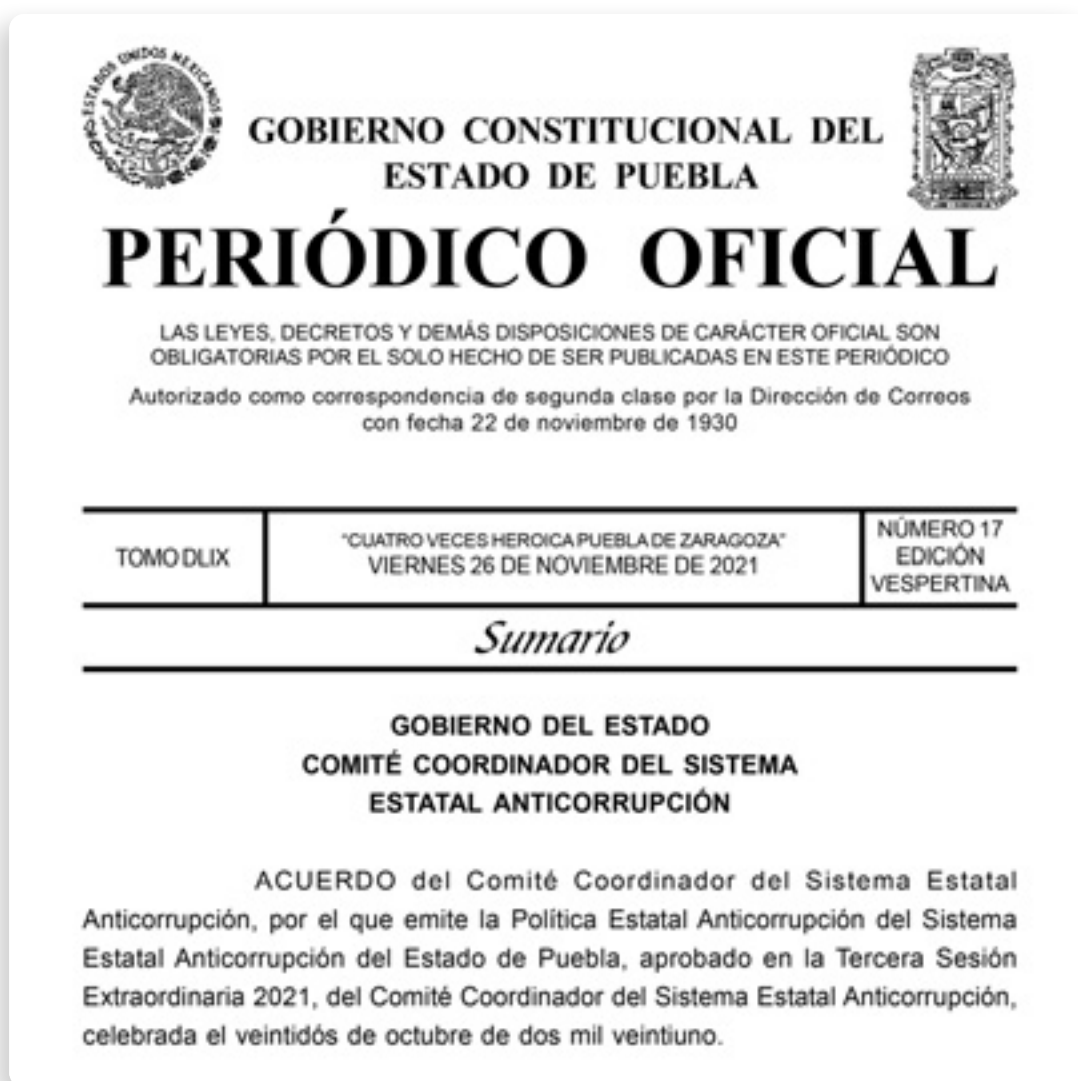 ESTADOS UNIDOS MEXICANOS
GOBIERNO CONSTITUCIONAL DEL
ESTADO DE PUEBLA
PERIÓDICO OFICIAL
LAS LEYES, DECRETOS Y DEMÁS DISPOSICIONES DE CARÁCTER OFICIAL SON
OBLIGATORIAS POR EL SOLO HECHO DE SER PUBLICADAS EN ESTE PERIÓDICO
Autorizado como correspondencia de segunda clase por la Dirección de Correos
con fecha 22 de noviembre de 1930
TOMO DLIX
"CUATRO VECES HEROICA PUEBLA DE ZARAGOZA"
VIERNES 26 DE NOVIEMBRE DE 2021
NÚMERO 17
EDICIÓN
VESPERTINA
Sumario
GOBIERNO DEL ESTADO
COMITÉ COORDINADOR DEL SISTEMA
ESTATAL ANTICORRUPCIÓN
ACUERDO del Comité Coordinador del Sistema Estatal
Anticorrupción, por el que emite la Política Estatal Anticorrupción del Sistema
Estatal Anticorrupción del Estado de Puebla, aprobado en la Tercera Sesión
Extraordinaria 2021, del Comité Coordinador del Sistema Estatal Anticorrupción,
celebrada el veintidós de octubre de dos mil veintiuno.